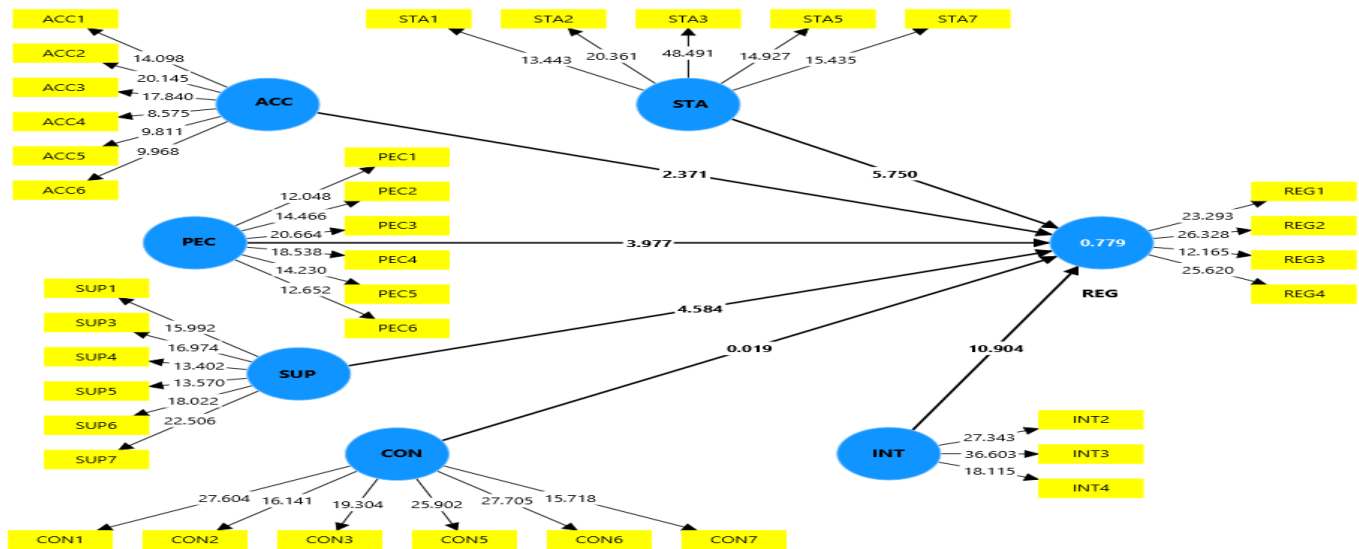 ACC1
ACC2
ACC3
ACC4
ACC5
ACC6
14.098
20.145
17.840
8.575
9.811
9.968
ACC
STA1
STA2
STA3
STA5
STA7
13.443
20.361
48.491
14.927
15.435
STA
2.371
5.750
PEC1
PEC2
PEC3
PEC4
PEC5
PEC6
12.048
14.466
20.664
18.538
14.230
12.652
PEC
3.977
0.779
REG
23.293
26.328
12.165
25.620
REG1
REG2
REG3
REG4
SUP1
SUP3
SUP4
SUP5
SUP6
SUP7
15.992
16.974
13.402
13.570
18.022
22.506
SUP
4.584
0.019
10.904
CON
27.604
16.141
19.304
25.902
27.705
15.718
CON1
CON2
CON3
CON5
CON6
CON7
INT
27.343
36.603
18.115
INT2
INT3
INT4